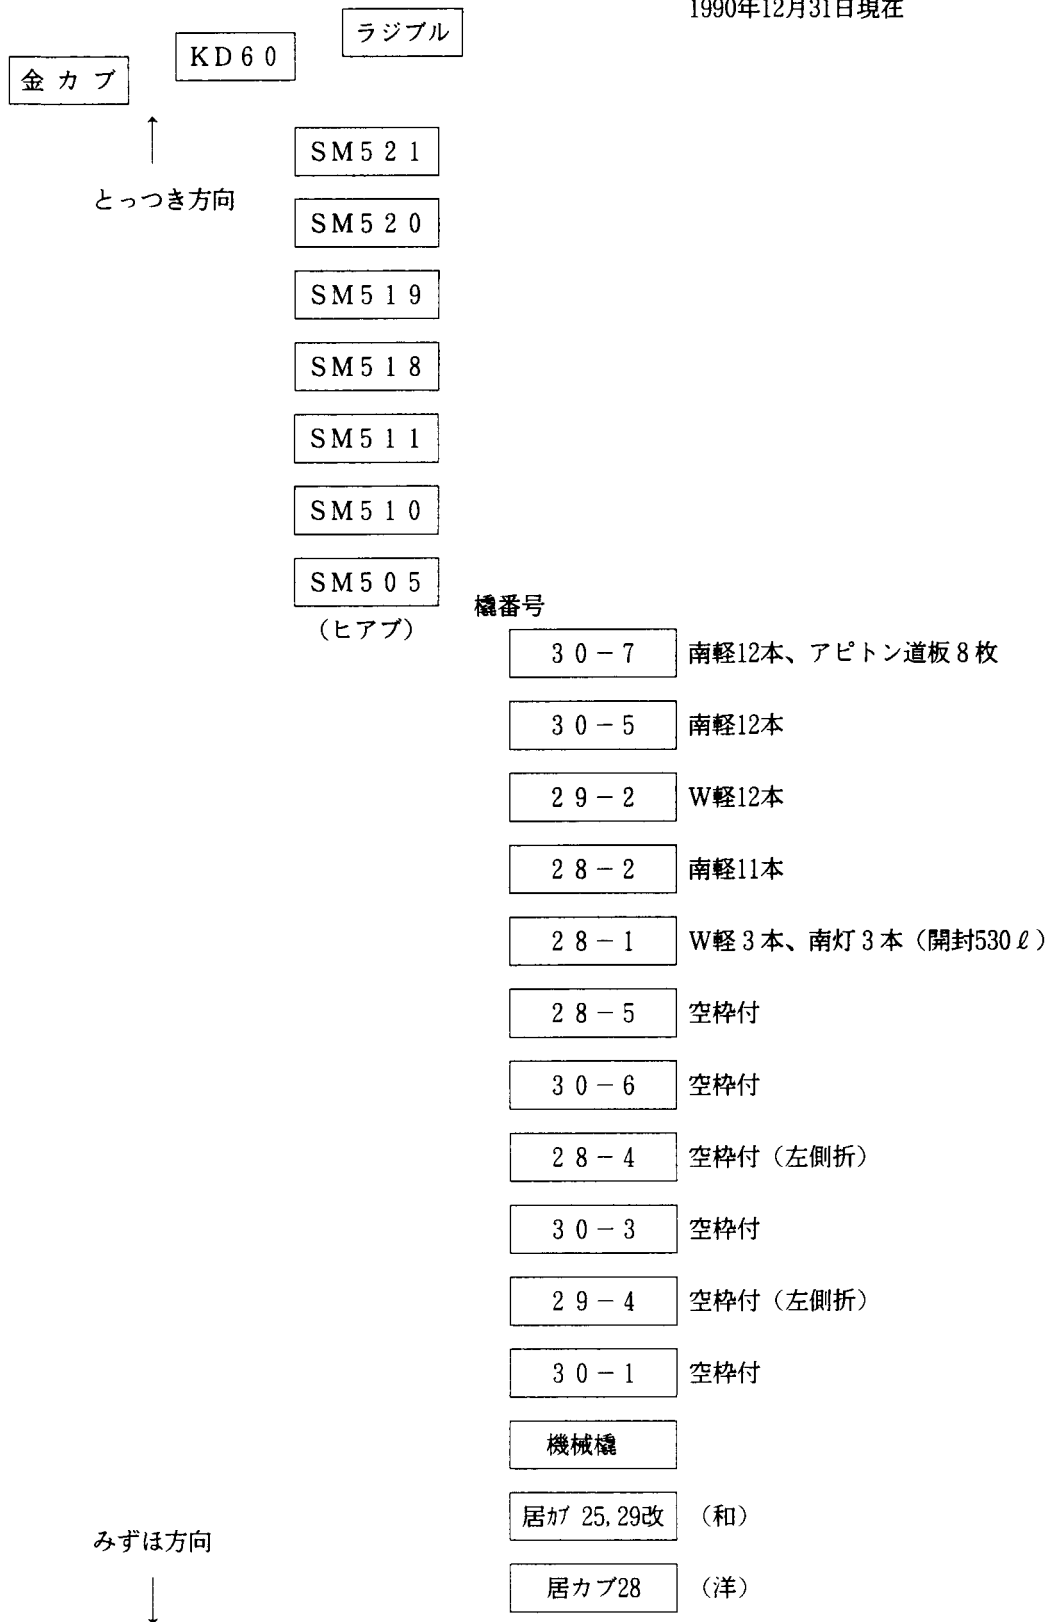 1990年12月31日現在
ラジブル
KD60
金カブ
とっつき方向
SM521
SM520
SM519
SM518
SM511
SM510
SM505
(ヒアブ)
橇番号
30-7 南軽12本、アピトン道板8枚
30-5 南軽12本
29-2 W軽12本
28-2 南軽11本
28-1 W軽3本、南灯3本(開封530ℓ)
28-5 空枠付
30-6 空枠付
28-4 空枠付(左側折)
30-3 空枠付
29-4 空枠付(左側折)
30-1 空枠付
機械橇
居ｶﾌﾞ 25,29改 (和)
みずほ方向
居カブ28 (洋)